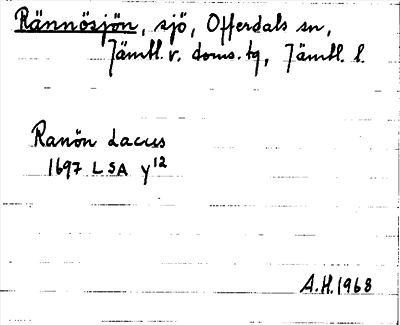 Rännösjön, sjö, Offerdals sn,
Jämtl. v. doms. tg, Jämtl. l.
Ranön Lacus
1697 LSA Y12
A.H. 1968